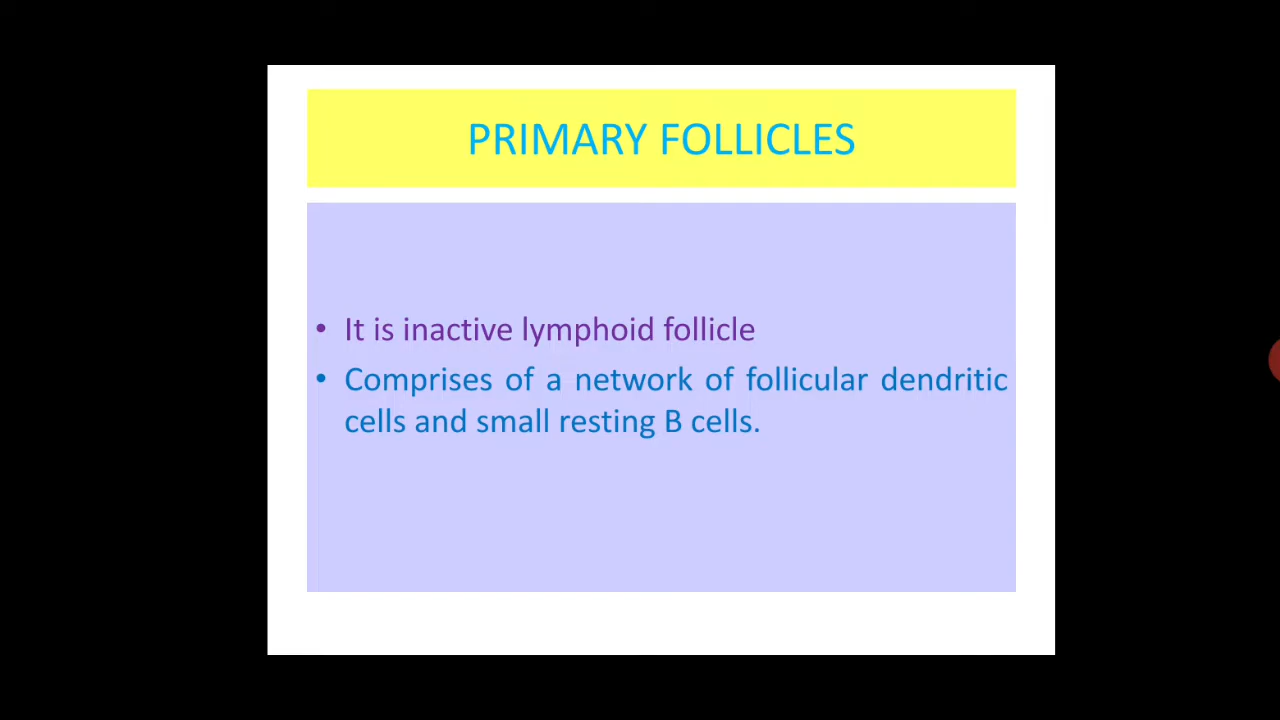 PRIMARY FOLLICLES
• It is inactive lymphoid follicle
• Comprises of a network of follicular dendritic
cells and small resting B cells.